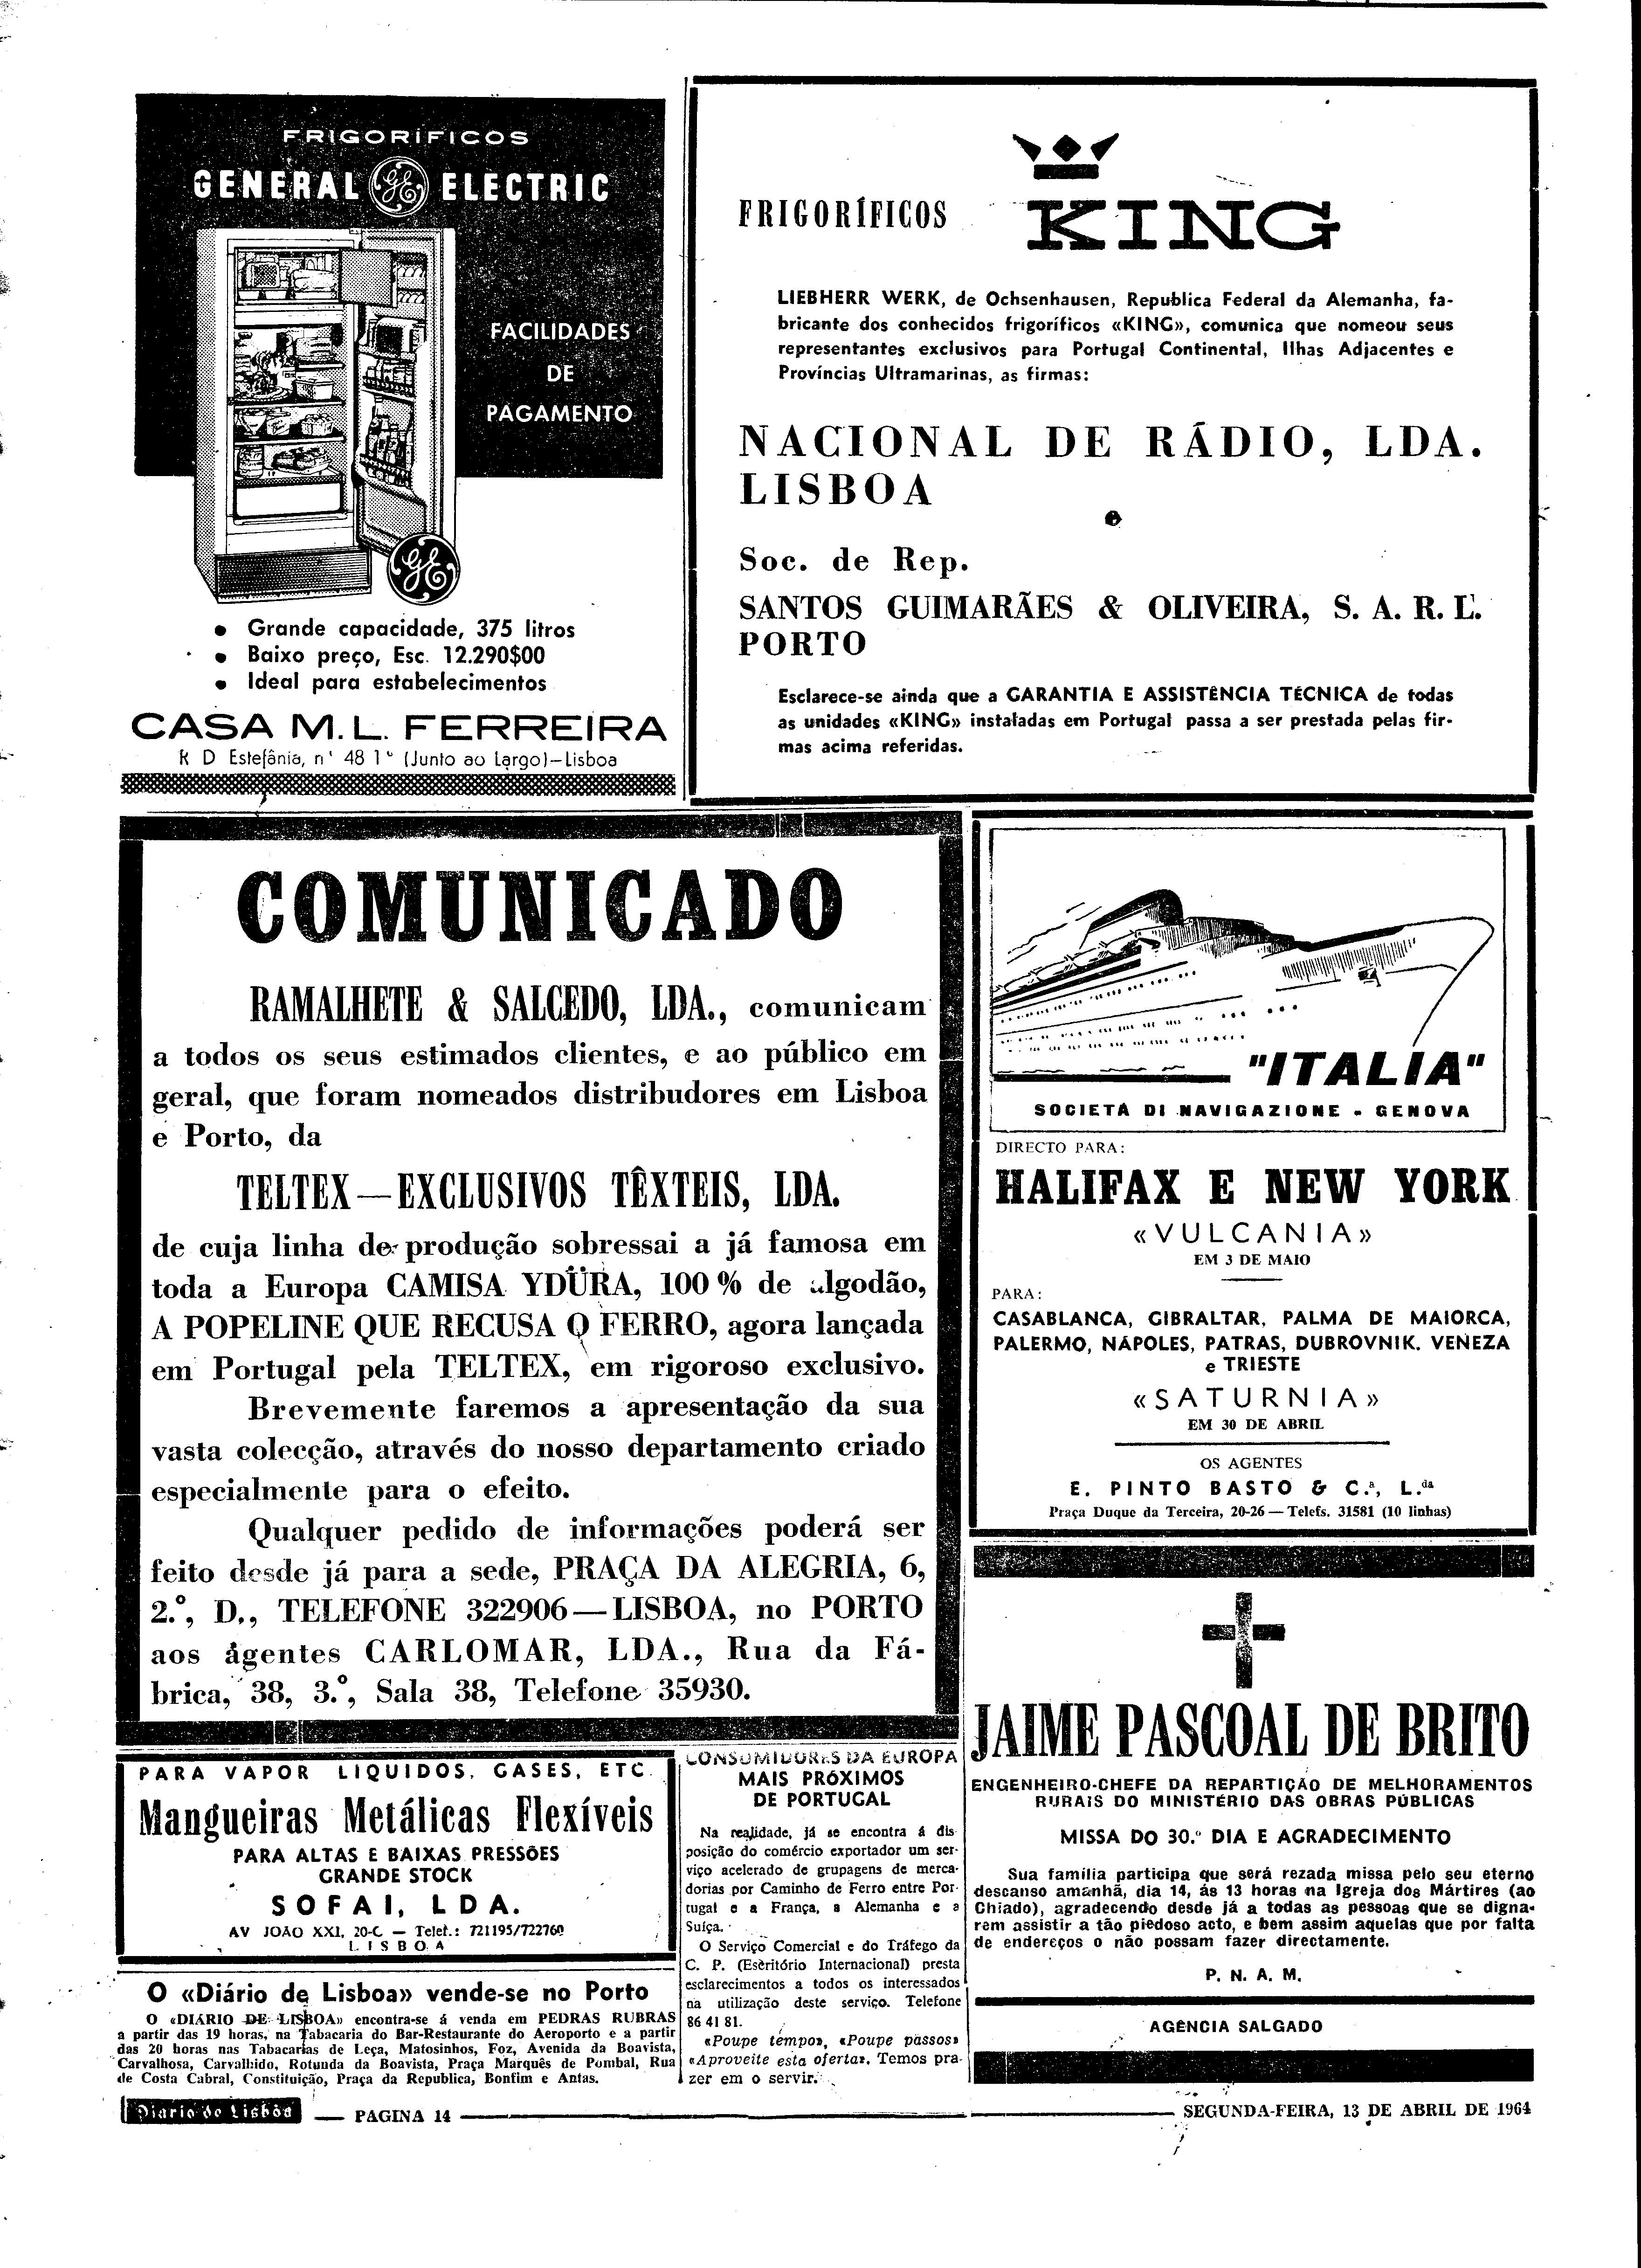 FRIGORÍFICOS
GENERAL GE ELECTRIC
FACILIDADES
DE
PAGAMENTO
GE
• Grande capacidade, 375 litros
• Baixo preço, Esc. 12.290$00
• Ideal para estabelecimentos
CASA M. L. FERREIRA
R D Estefânia, n° 48 1° (Junto ao Largo)—Lisboa
FRIGORÍFICOS KING
LIEBHERR WERK, de Ochsenhausen, Republica Federal da Alemanha, fa-
bricante dos conhecidos frigoríficos «KING», comunica que nomeou seus
representantes exclusivos para Portugal Continental, Ilhas Adjacentes e
Províncias Ultramarinas, as firmas:
NACIONAL DE RÁDIO, LDA.
LISBOA
e
Soc. de Rep.
SANTOS GUIMARÃES & OLIVEIRA, S. A. R. L.
PORTO
Esclarece-se ainda que a GARANTIA E ASSISTÊNCIA TÉCNICA de todas
as unidades «KING» instaladas em Portugal passa a ser prestada pelas fir-
mas acima referidas.
COMUNICADO
RAMALHETE & SALCEDO, LDA., comunicam
a todos os seus estimados clientes, e ao público em
geral, que foram nomeados distribudores em Lisboa
e Porto, da
TELTEX—EXCLUSIVOS TÊXTEIS, LDA.
de cuja linha de produção sobressai a já famosa em
toda a Europa CAMISA YDÜRA, 100 % de algodão,
A POPELINE QUE RECUSA O FERRO, agora lançada
em Portugal pela TELTEX, em rigoroso exclusivo.
Brevemente faremos a apresentação da sua
vasta colecção, através do nosso departamento criado
especialmente para o efeito.
Qualquer pedido de informações poderá ser
feito desde já para a sede, PRAÇA DA ALEGRIA, 6,
2.°, D., TELEFONE 322906—LISBOA, no PORTO
aos agentes CARLOMAR, LDA., Rua da Fá-
brica, 38, 3.°, Sala 38, Telefone 35930.
"ITALIA"
SOCIETÀ DI NAVIGAZIONE - GENOVA
DIRECTO PARA:
HALIFAX E NEW YORK
«VULCANIA»
EM 3 DE MAIO
PARA:
CASABLANCA, GIBRALTAR, PALMA DE MAIORCA,
PALERMO, NÁPOLES, PATRAS, DUBROVNIK. VENEZA
e TRIESTE
«SATURNIA»
EM 30 DE ABRIL
OS AGENTES
E. PINTO BASTO & C.ª, L.da
Praça Duque da Terceira, 20-26 — Telefs. 31581 (10 linhas)
JAIME PASCOAL DE BRITO
ENGENHEIRO-CHEFE DA REPARTIÇÃO DE MELHORAMENTOS
RURAIS DO MINISTÉRIO DAS OBRAS PÚBLICAS
MISSA DO 30.° DIA E AGRADECIMENTO
Sua família participa que será rezada missa pelo seu eterno
descanso amanhã, dia 14, ás 13 horas na Igreja dos Mártires (ao
Chiado), agradecendo desde já a todas as pessoas que se digna-
rem assistir a tão piedoso acto, e bem assim aquelas que por falta
de endereços o não possam fazer directamente.
P. N. A. M.
AGENCIA SALGADO
PARA VAPOR LIQUIDOS, GASES, ETC.
Mangueiras Metálicas Flexíveis
PARA ALTAS E BAIXAS PRESSÕES
GRANDE STOCK
SOFAI, LDA.
AV JOÃO XXI, 20-C — Telef.: 721195/722760
LISBOA
O «Diário de Lisboa» vende-se no Porto
O «DIÁRIO DE LISBOA» encontra-se á venda em PEDRAS RUBRAS
a partir das 19 horas, na Tabacaria do Bar-Restaurante do Aeroporto e a partir
das 20 horas nas Tabacarias de Leça, Matosinhos, Foz, Avenida da Boavista,
Carvalhosa, Carvalhido, Rotunda da Boavista, Praça Marquês de Pombal, Rua
de Costa Cabral, Constituição, Praça da Republica, Bonfim e Antas.
CONSUMIDORES DA EUROPA
MAIS PRÓXIMOS
DE PORTUGAL
Na realidade, já se encontra á dis-
posição do comércio exportador um ser-
viço acelerado de grupagens de merca-
dorias por Caminho de Ferro entre Por-
tugal e a França, a Alemanha e a
Suíça.
O Serviço Comercial e do Tráfego da
C. P. (Escritório Internacional) presta
esclarecimentos a todos os interessados
na utilização deste serviço. Telefone
86 41 81.
«Poupe tempo», «Poupe passos»
«Aproveite esta oferta». Temos pra-
zer em o servir.
Diario de Lisboa — PAGINA 14 — SEGUNDA-FEIRA, 13 DE ABRIL DE 1964